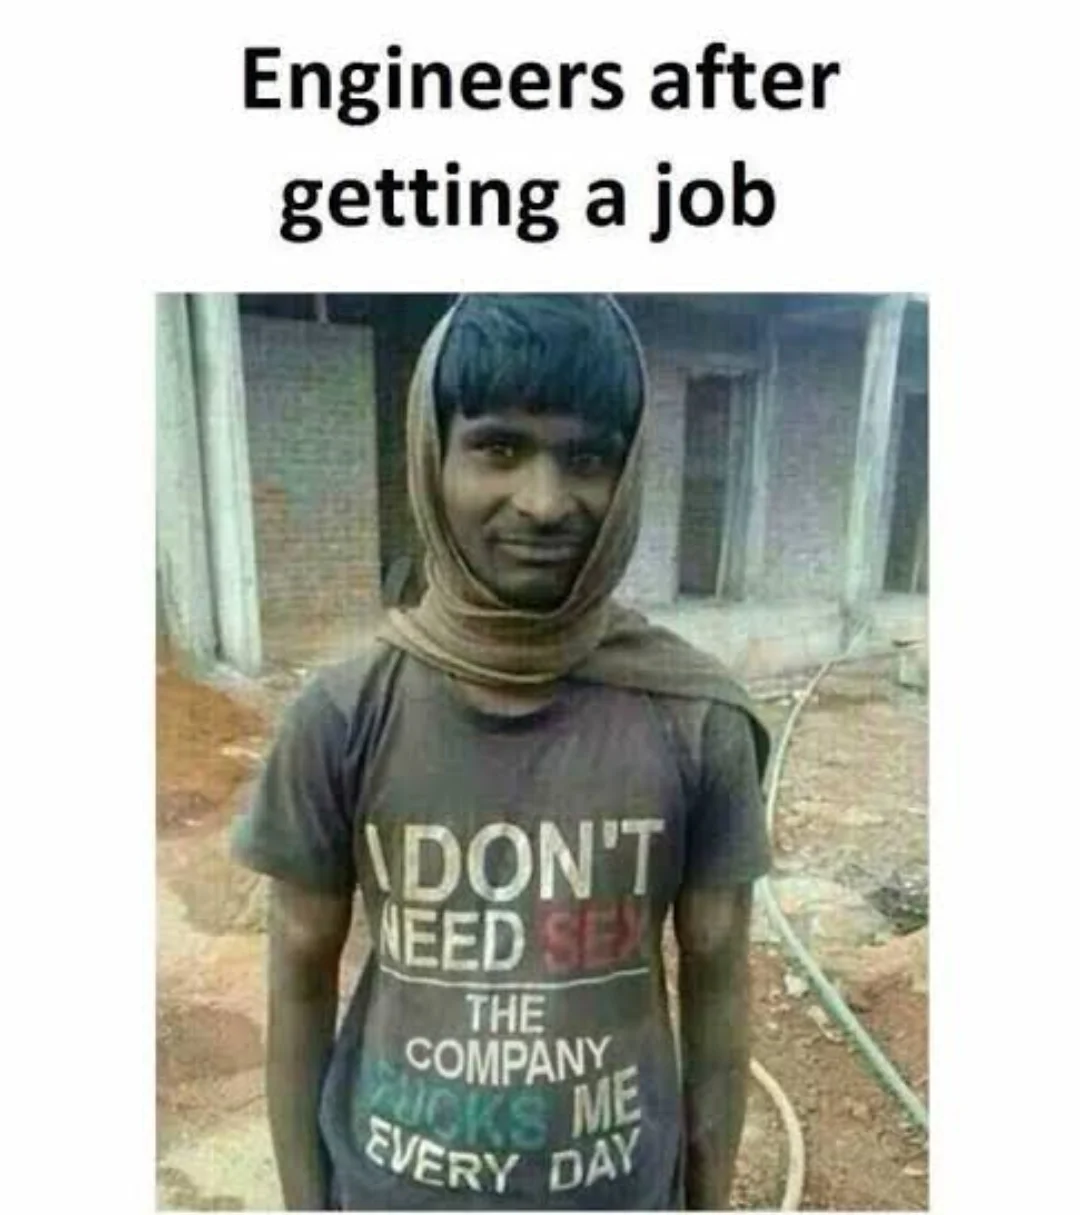 Engineers after
getting a job
I DON'T
NEED SEX
THE
COMPANY
FUCKS ME
EVERY DAY